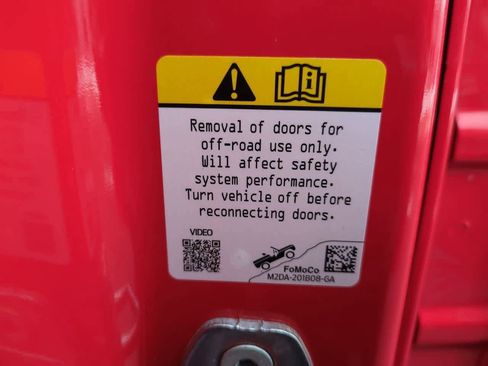 Removal of doors for
off-road use only.
Will affect safety
system performance.
Turn vehicle off before
reconnecting doors.
VIDEO
FoMoCo
M2DA-201B08-GA